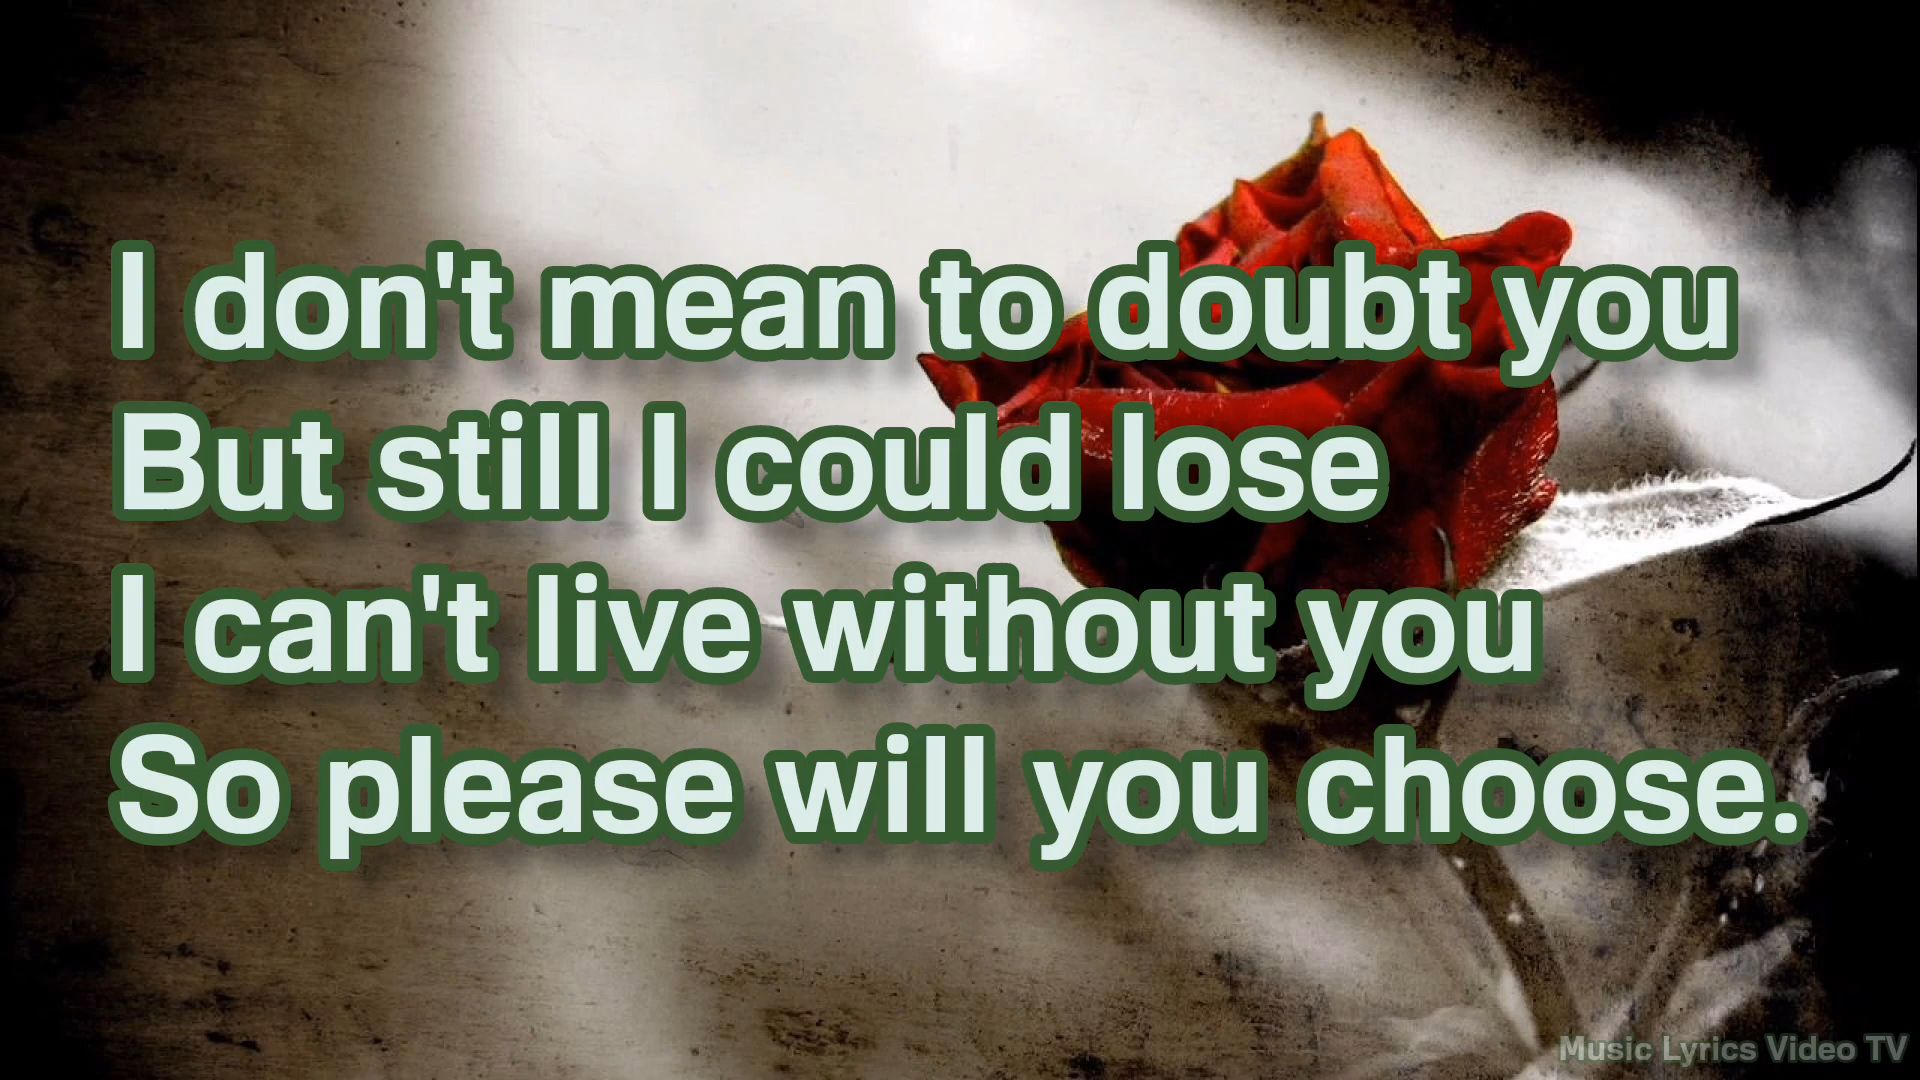 I don't mean to doubt you
But still I could lose
I can't live without you
So please will you choose.
Music Lyrics Video TV